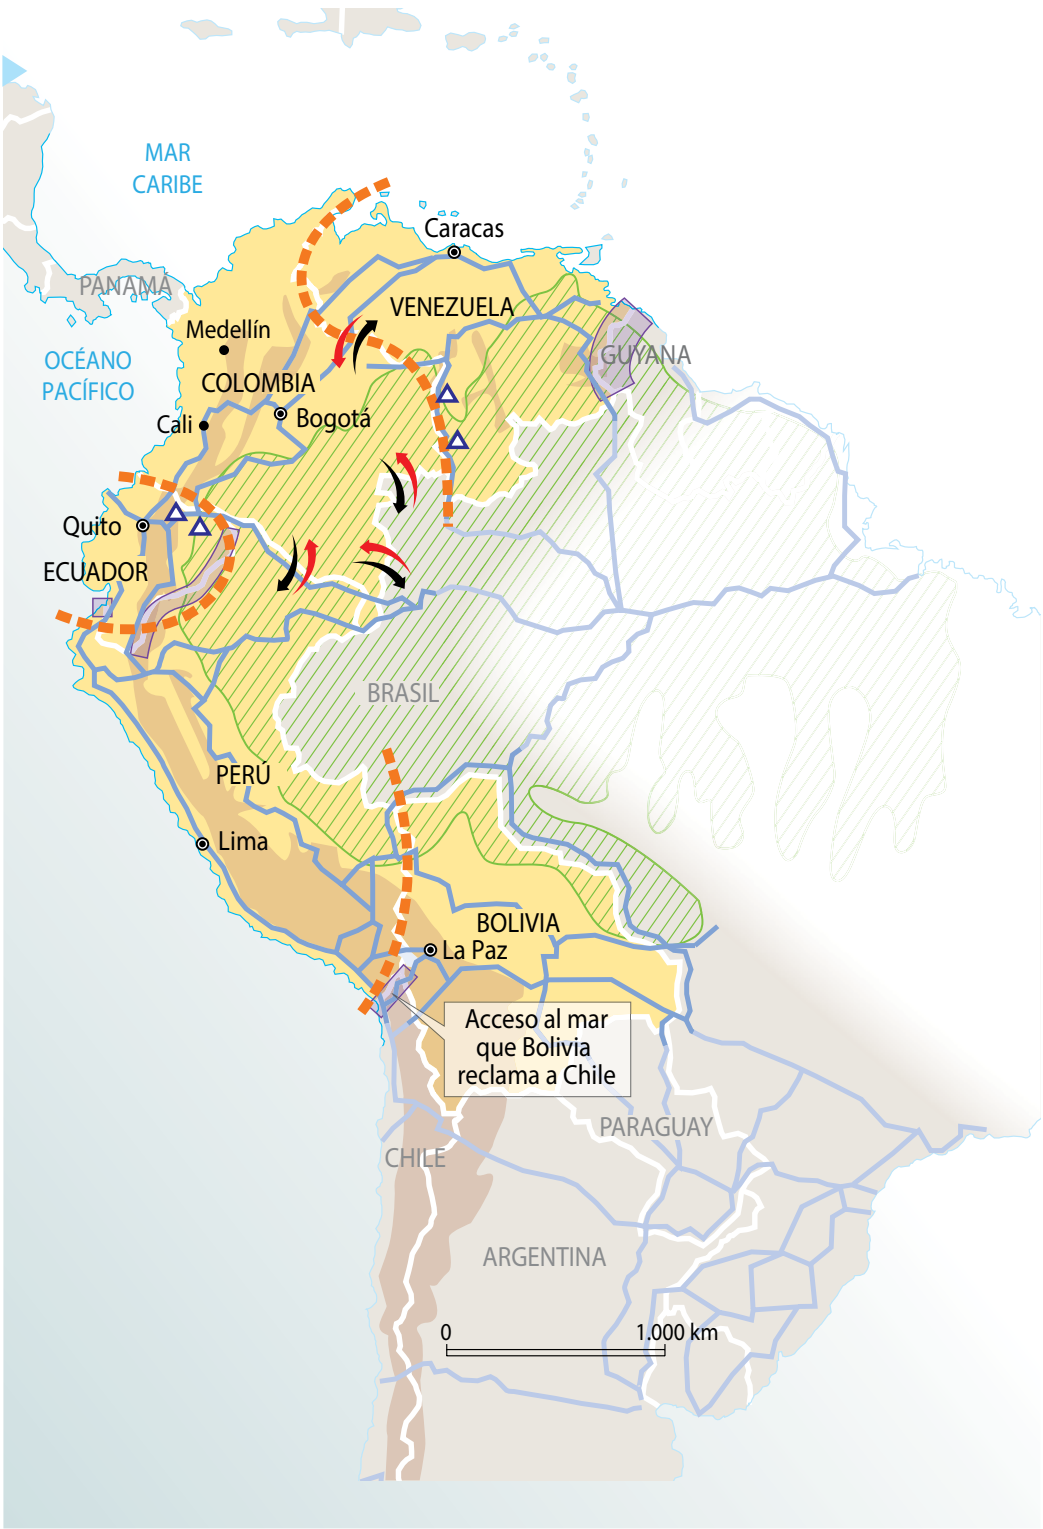 MAR
CARIBE
Caracas
PANAMÁ
VENEZUELA
Medellín
OCÉANO
PACÍFICO
GUYANA
COLOMBIA
Cali
Bogotá
Quito
ECUADOR
BRASIL
PERÚ
Lima
BOLIVIA
La Paz
Acceso al mar
que Bolivia
reclama a Chile
PARAGUAY
CHILE
ARGENTINA
0
1.000 km